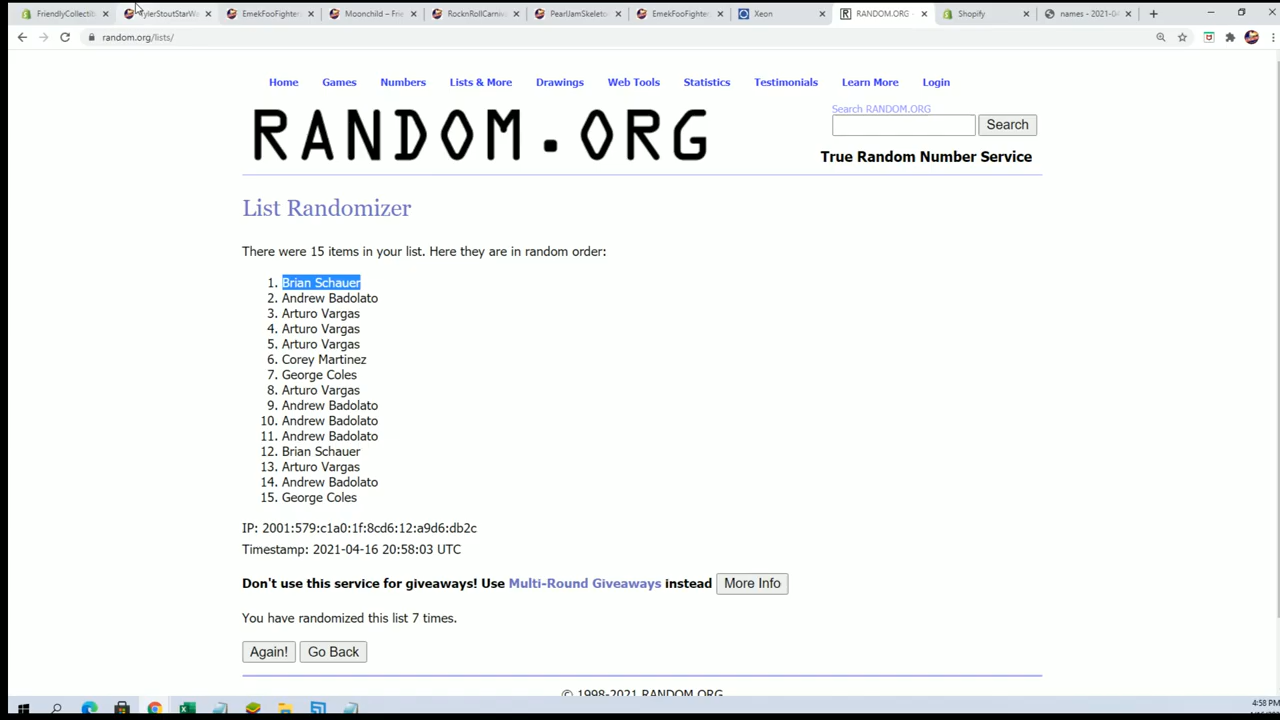 FriendlyCollectib
TylerStoutStarWa
EmekFooFighter
Moonchild – Frie
RocknRollCarniv
PearlJamSkeleto
EmekFooFighter
Xeon
RANDOM.ORG -
Shopify
names - 2021-04
random.org/lists/
Home Games Numbers Lists & More Drawings Web Tools Statistics Testimonials Learn More Login
RANDOM.ORG
Search RANDOM.ORG
Search
True Random Number Service
List Randomizer
There were 15 items in your list. Here they are in random order:
1. Brian Schauer
2. Andrew Badolato
3. Arturo Vargas
4. Arturo Vargas
5. Arturo Vargas
6. Corey Martinez
7. George Coles
8. Arturo Vargas
9. Andrew Badolato
10. Andrew Badolato
11. Andrew Badolato
12. Brian Schauer
13. Arturo Vargas
14. Andrew Badolato
15. George Coles
IP: 2001:579:c1a0:1f:8cd6:12:a9d6:db2c
Timestamp: 2021-04-16 20:58:03 UTC
Don't use this service for giveaways! Use Multi-Round Giveaways instead More Info
You have randomized this list 7 times.
Again! Go Back
© 1998-2021 RANDOM.ORG
4:58 PM